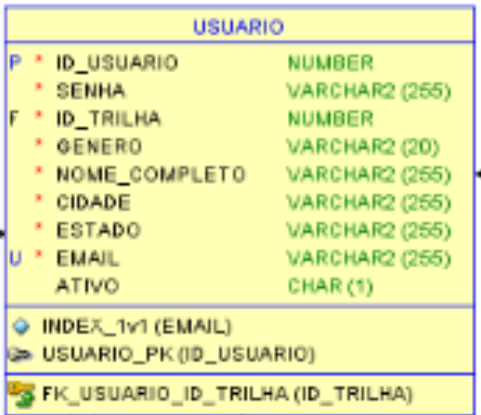 USUARIO
P * ID_USUARIO NUMBER
* SENHA VARCHAR2 (255)
F * ID_TRILHA NUMBER
* GENERO VARCHAR2 (20)
* NOME_COMPLETO VARCHAR2 (255)
* CIDADE VARCHAR2 (255)
* ESTADO VARCHAR2 (255)
U * EMAIL VARCHAR2 (255)
ATIVO CHAR (1)
INDEX_1v1 (EMAIL)
USUARIO_PK (ID_USUARIO)
FK_USUARIO_ID_TRILHA (ID_TRILHA)